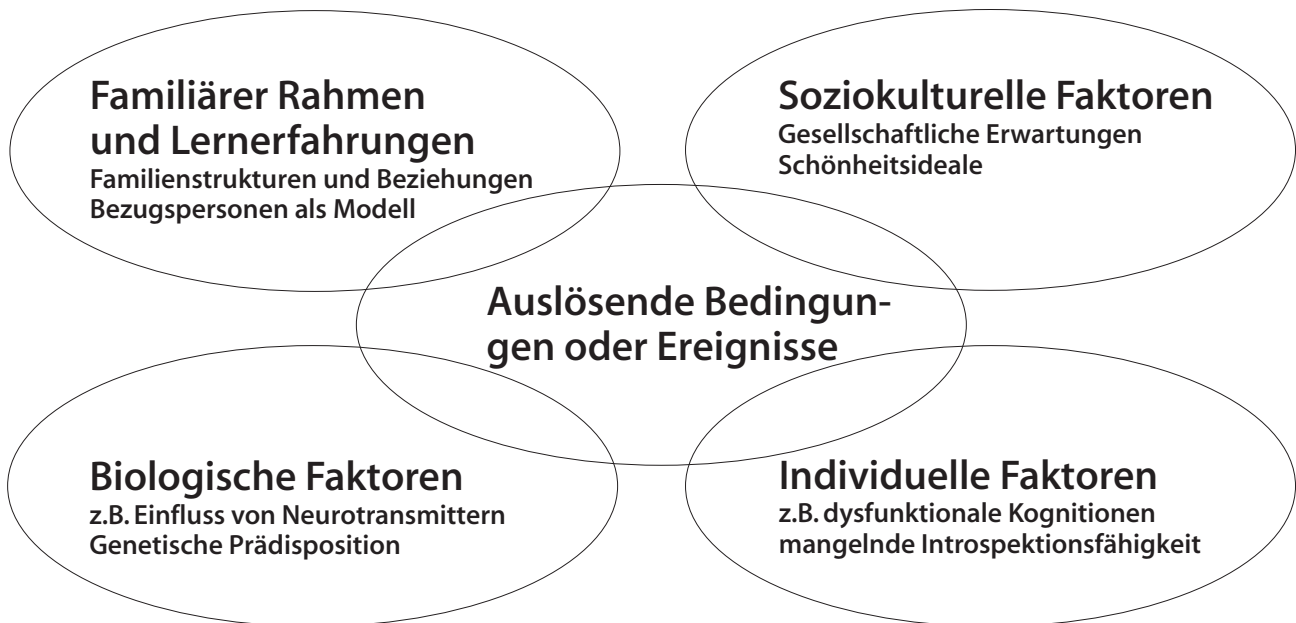 Familiärer Rahmen
und Lernerfahrungen
Familienstrukturen und Beziehungen
Bezugspersonen als Modell
Soziokulturelle Faktoren
Gesellschaftliche Erwartungen
Schönheitsideale
Auslösende Bedingun-
gen oder Ereignisse
Biologische Faktoren
z.B. Einfluss von Neurotransmittern
Genetische Prädisposition
Individuelle Faktoren
z.B. dysfunktionale Kognitionen
mangelnde Introspektionsfähigkeit